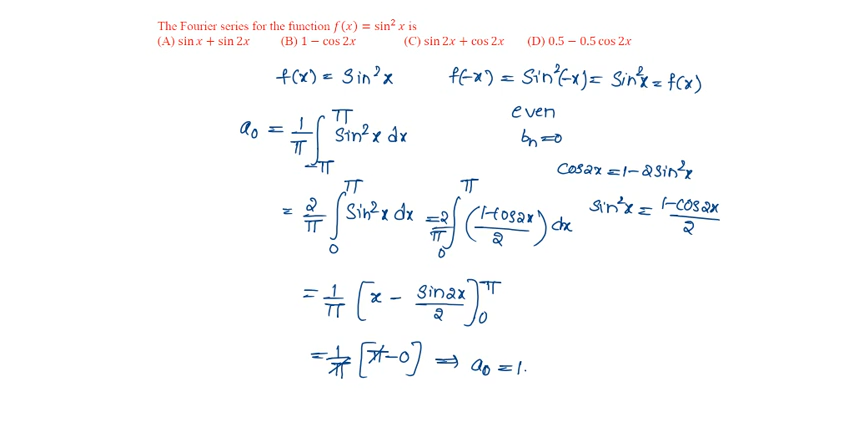 The Fourier series for the function f(x) = sin² x is
(A) sin x + sin 2x (B) 1 − cos 2x (C) sin 2x + cos 2x (D) 0.5 − 0.5 cos 2x
f(x) = Sin²x f(-x) = Sin²(-x) = Sin²x = f(x)
even
bn = 0
a₀ = 1/π ∫_{-π}^{π} Sin²x dx
Cos2x = 1 - 2Sin²x
= 2/π ∫_0^π Sin²x dx = 2/π ∫_0^π (1-Cos2x / 2) dx Sin²x = 1-Cos2x / 2
= 1/π [x - Sin2x / 2]_0^π
= 1/π [π - 0] ⇒ a₀ = 1.